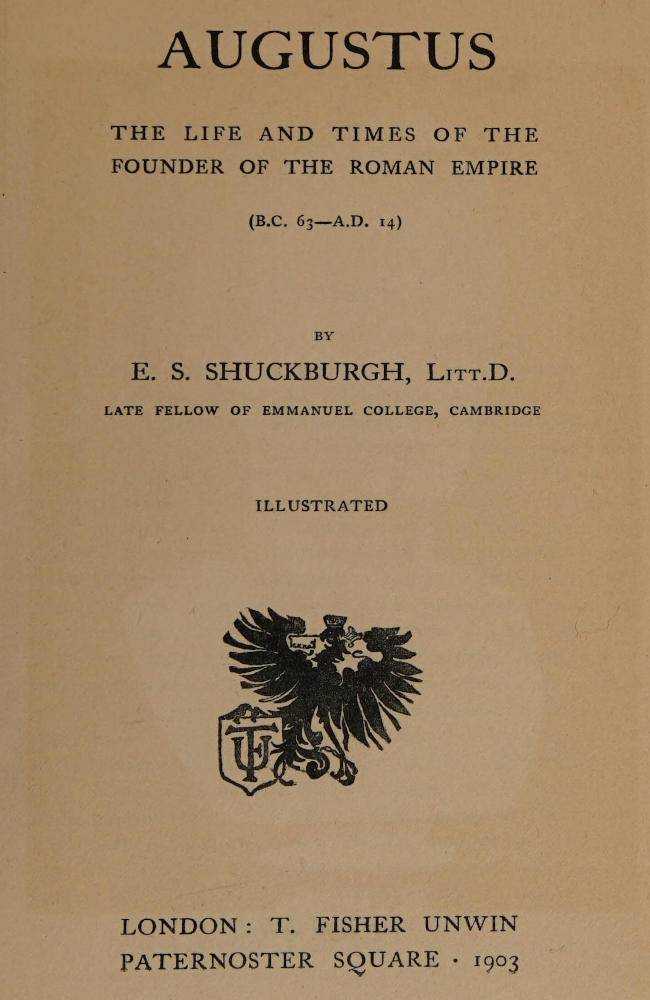 AUGUSTUS
THE LIFE AND TIMES OF THE
FOUNDER OF THE ROMAN EMPIRE
(B.C. 63—A.D. 14)
BY
E. S. SHUCKBURGH, LITT.D.
LATE FELLOW OF EMMANUEL COLLEGE, CAMBRIDGE
ILLUSTRATED
TFU
LONDON: T. FISHER UNWIN
PATERNOSTER SQUARE · 1903